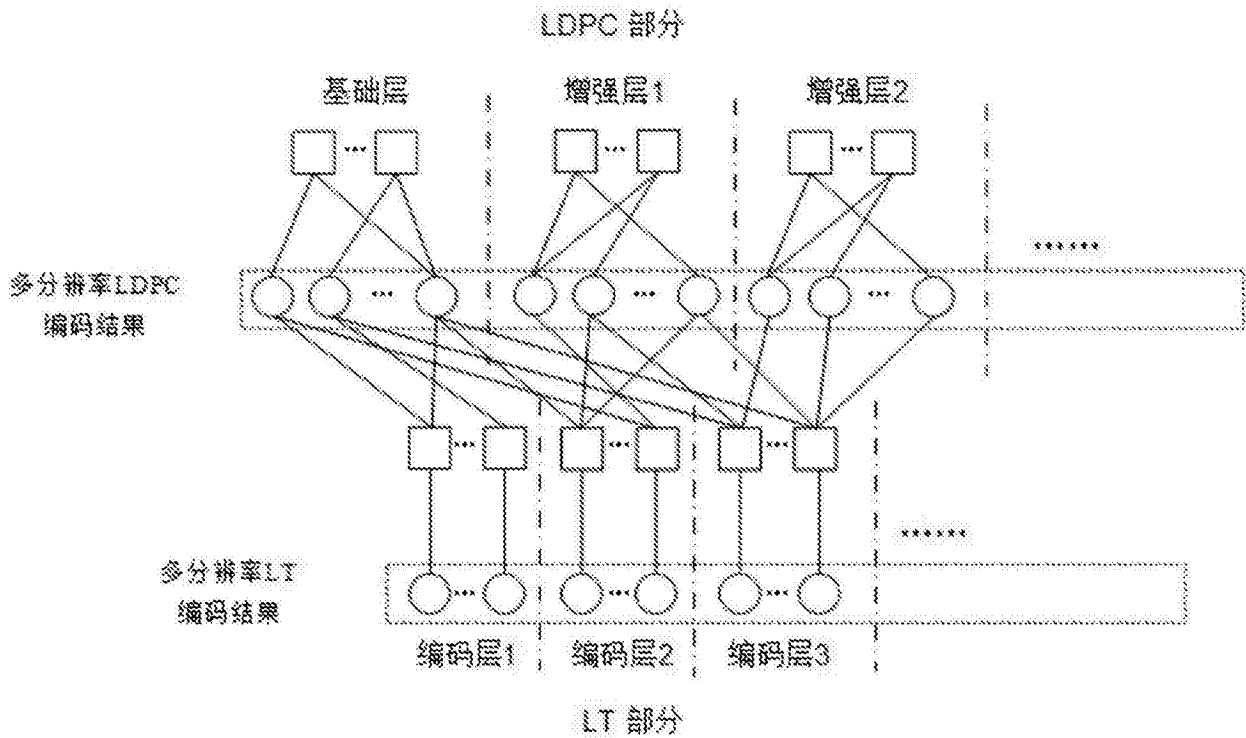 LDPC 部分
基础层
增强层1
增强层2
······
多分辨率LDPC
编码结果
······
多分辨率LT
编码结果
编码层1
编码层2
编码层3
LT 部分